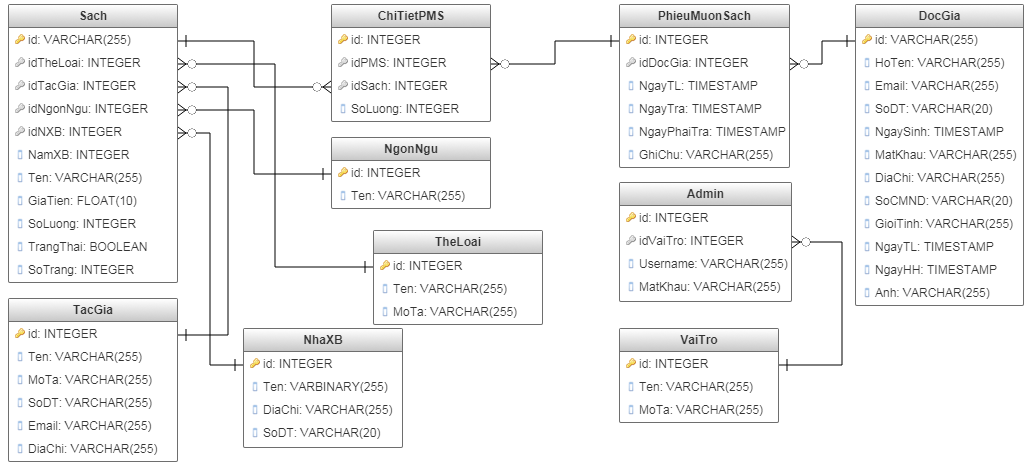 Sach
id: VARCHAR(255)
idTheLoai: INTEGER
idTacGia: INTEGER
idNgonNgu: INTEGER
idNXB: INTEGER
NamXB: INTEGER
Ten: VARCHAR(255)
GiaTien: FLOAT(10)
SoLuong: INTEGER
TrangThai: BOOLEAN
SoTrang: INTEGER
TacGia
id: INTEGER
Ten: VARCHAR(255)
MoTa: VARCHAR(255)
SoDT: VARCHAR(255)
Email: VARCHAR(255)
DiaChi: VARCHAR(255)
ChiTietPMS
id: INTEGER
idPMS: INTEGER
idSach: INTEGER
SoLuong: INTEGER
NgonNgu
id: INTEGER
Ten: VARCHAR(255)
TheLoai
id: INTEGER
Ten: VARCHAR(255)
MoTa: VARCHAR(255)
NhaXB
id: INTEGER
Ten: VARBINARY(255)
DiaChi: VARCHAR(255)
SoDT: VARCHAR(20)
PhieuMuonSach
id: INTEGER
idDocGia: INTEGER
NgayTL: TIMESTAMP
NgayTra: TIMESTAMP
NgayPhaiTra: TIMESTAMP
GhiChu: VARCHAR(255)
Admin
id: INTEGER
idVaiTro: INTEGER
Username: VARCHAR(255)
MatKhau: VARCHAR(255)
VaiTro
id: INTEGER
Ten: VARCHAR(255)
MoTa: VARCHAR(255)
DocGia
id: VARCHAR(255)
HoTen: VARCHAR(255)
Email: VARCHAR(255)
SoDT: VARCHAR(20)
NgaySinh: TIMESTAMP
MatKhau: VARCHAR(255)
DiaChi: VARCHAR(255)
SoCMND: VARCHAR(20)
GioiTinh: VARCHAR(255)
NgayTL: TIMESTAMP
NgayHH: TIMESTAMP
Anh: VARCHAR(255)